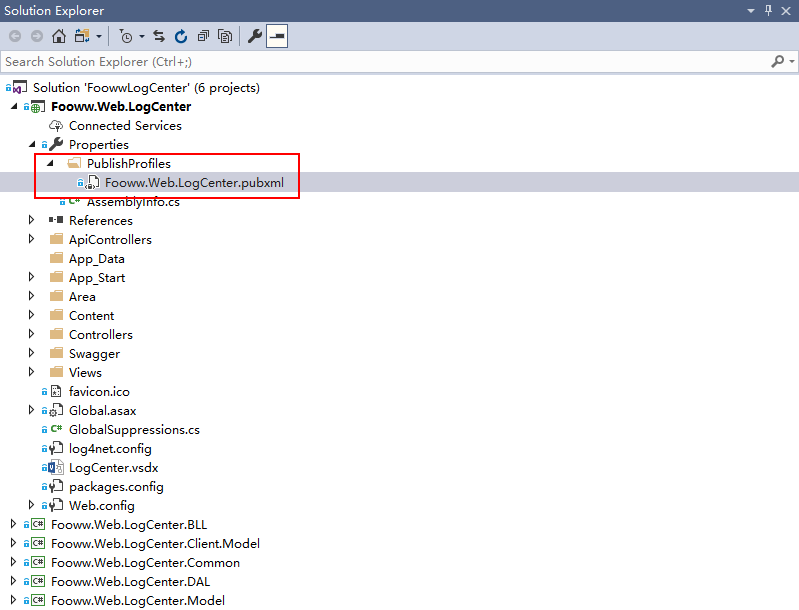 Solution Explorer
Search Solution Explorer (Ctrl+;)
Solution 'FoowwLogCenter' (6 projects)
Fooww.Web.LogCenter
Connected Services
Properties
PublishProfiles
Fooww.Web.LogCenter.pubxml
C# AssemblyInfo.cs
References
ApiControllers
App_Data
App_Start
Area
Content
Controllers
Swagger
Views
favicon.ico
Global.asax
C# GlobalSuppressions.cs
log4net.config
LogCenter.vsdx
packages.config
Web.config
C# Fooww.Web.LogCenter.BLL
C# Fooww.Web.LogCenter.Client.Model
C# Fooww.Web.LogCenter.Common
C# Fooww.Web.LogCenter.DAL
C# Fooww.Web.LogCenter.Model